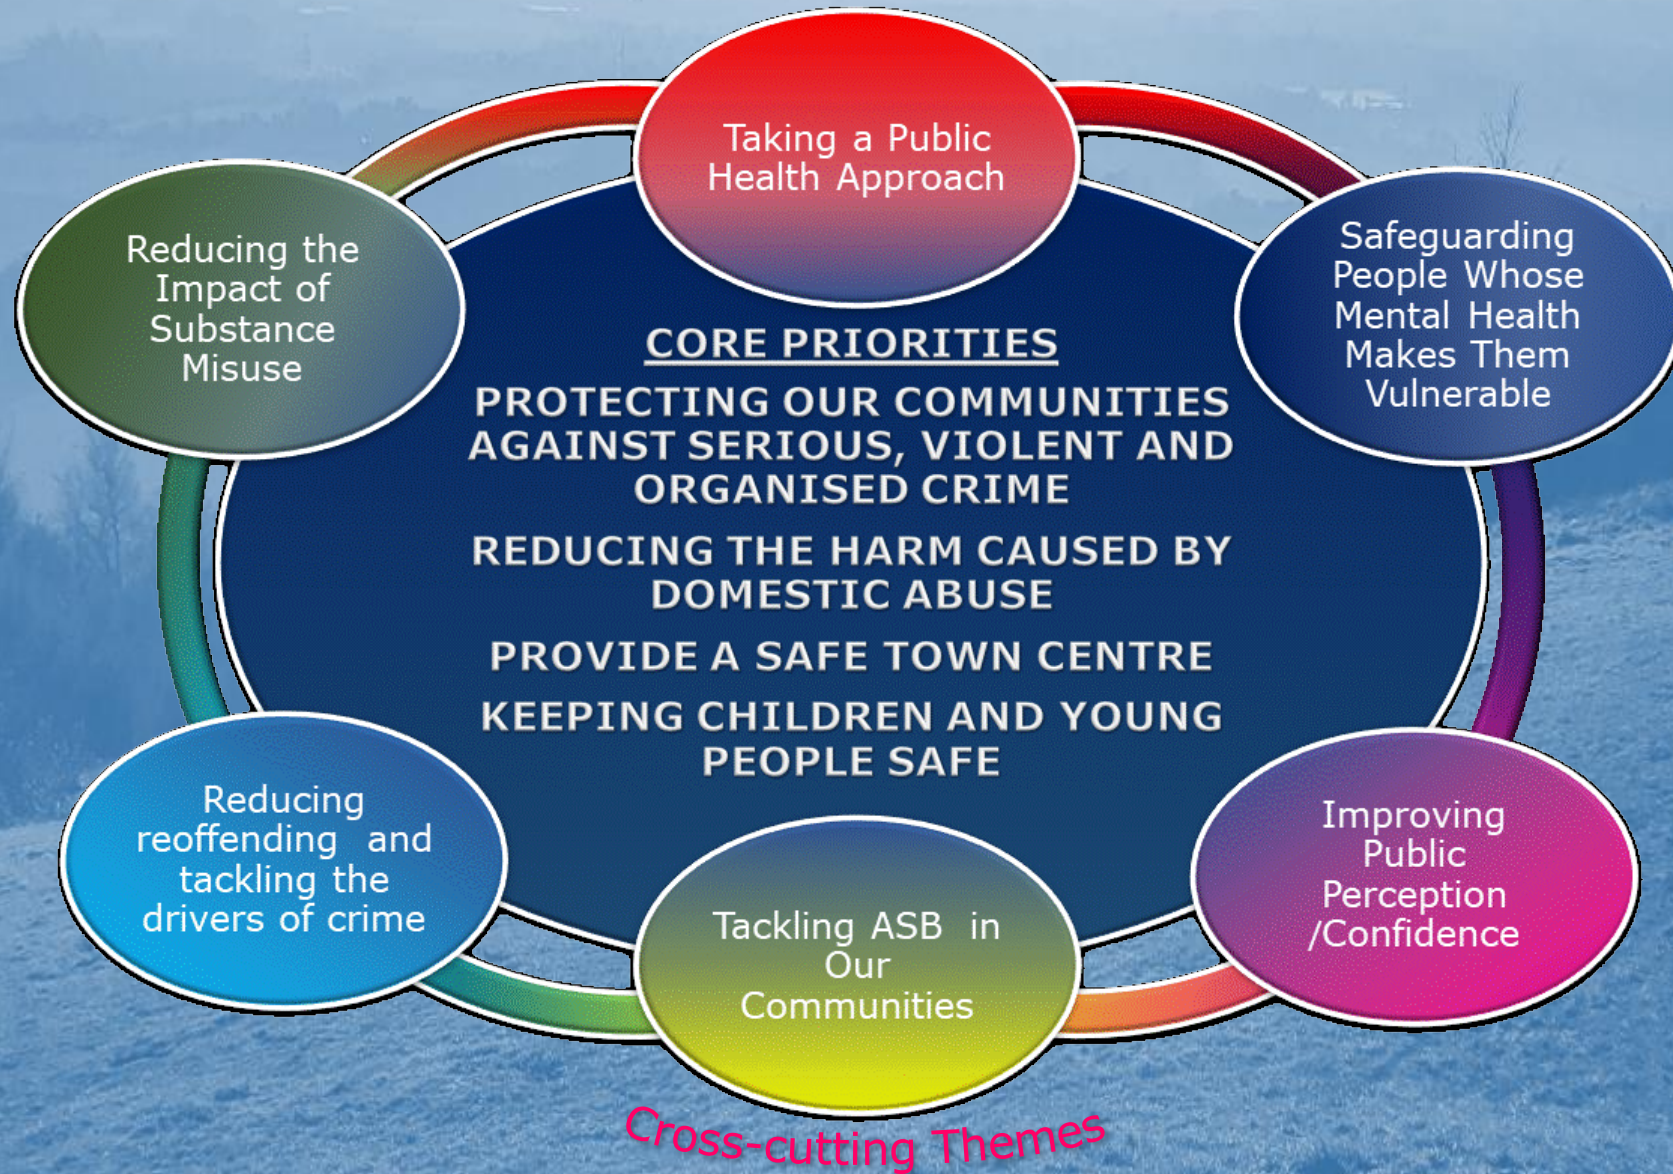 Taking a Public
Health Approach
Safeguarding
People Whose
Mental Health
Makes Them
Vulnerable
Improving
Public
Perception
/Confidence
Tackling ASB in
Our
Communities
Reducing
reoffending and
tackling the
drivers of crime
Reducing the
Impact of
Substance
Misuse
CORE PRIORITIES
PROTECTING OUR COMMUNITIES
AGAINST SERIOUS, VIOLENT AND
ORGANISED CRIME
REDUCING THE HARM CAUSED BY
DOMESTIC ABUSE
PROVIDE A SAFE TOWN CENTRE
KEEPING CHILDREN AND YOUNG
PEOPLE SAFE
Cross-cutting Themes